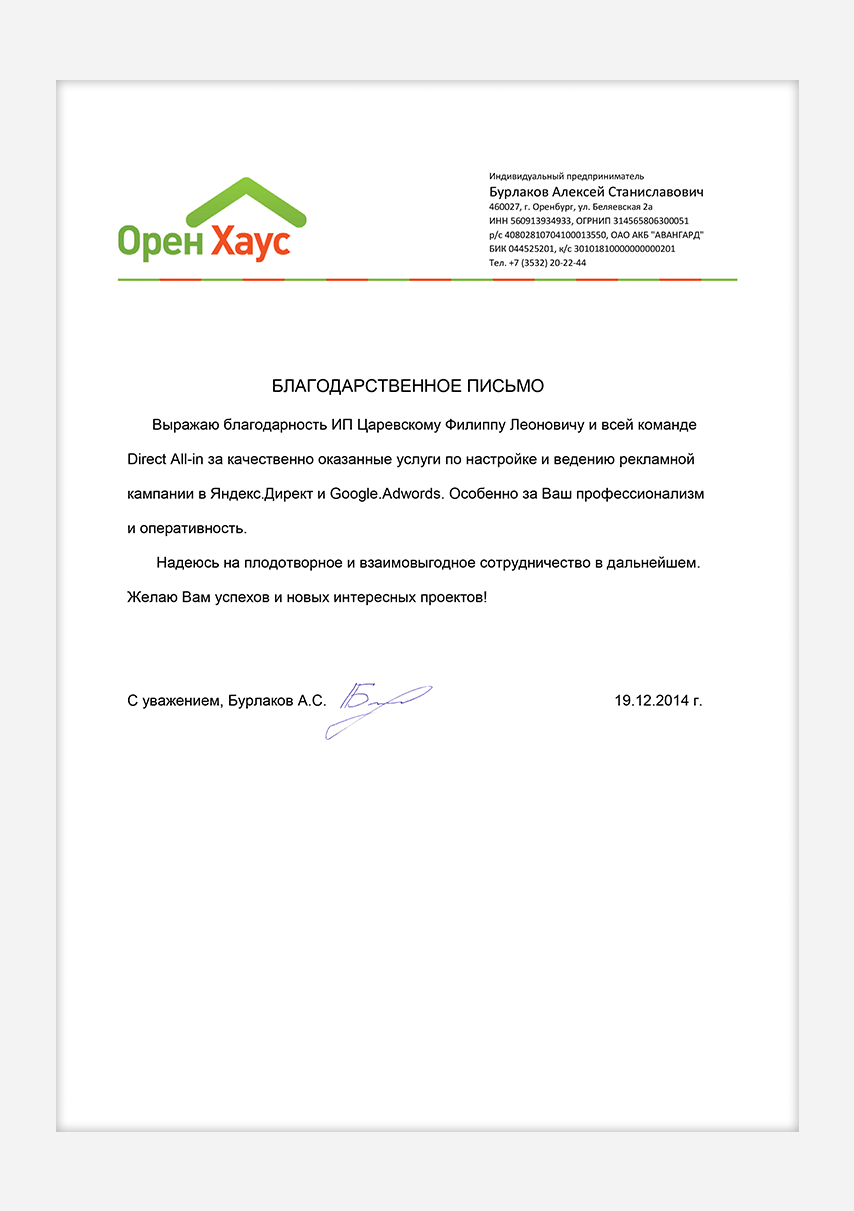 Орен Хаус
Индивидуальный предприниматель
Бурлаков Алексей Станиславович
460027, г. Оренбург, ул. Беляевская 2а
ИНН 560913934933, ОГРНИП 314565806300051
р/с 40802810704100013550, ОАО АКБ "АВАНГАРД"
БИК 044525201, к/с 30101810000000000201
Тел. +7 (3532) 20-22-44
БЛАГОДАРСТВЕННОЕ ПИСЬМО
Выражаю благодарность ИП Царевскому Филиппу Леоновичу и всей команде
Direct All-in за качественно оказанные услуги по настройке и ведению рекламной
кампании в Яндекс.Директ и Google.Adwords. Особенно за Ваш профессионализм
и оперативность.
Надеюсь на плодотворное и взаимовыгодное сотрудничество в дальнейшем.
Желаю Вам успехов и новых интересных проектов!
С уважением, Бурлаков А.С. 19.12.2014 г.